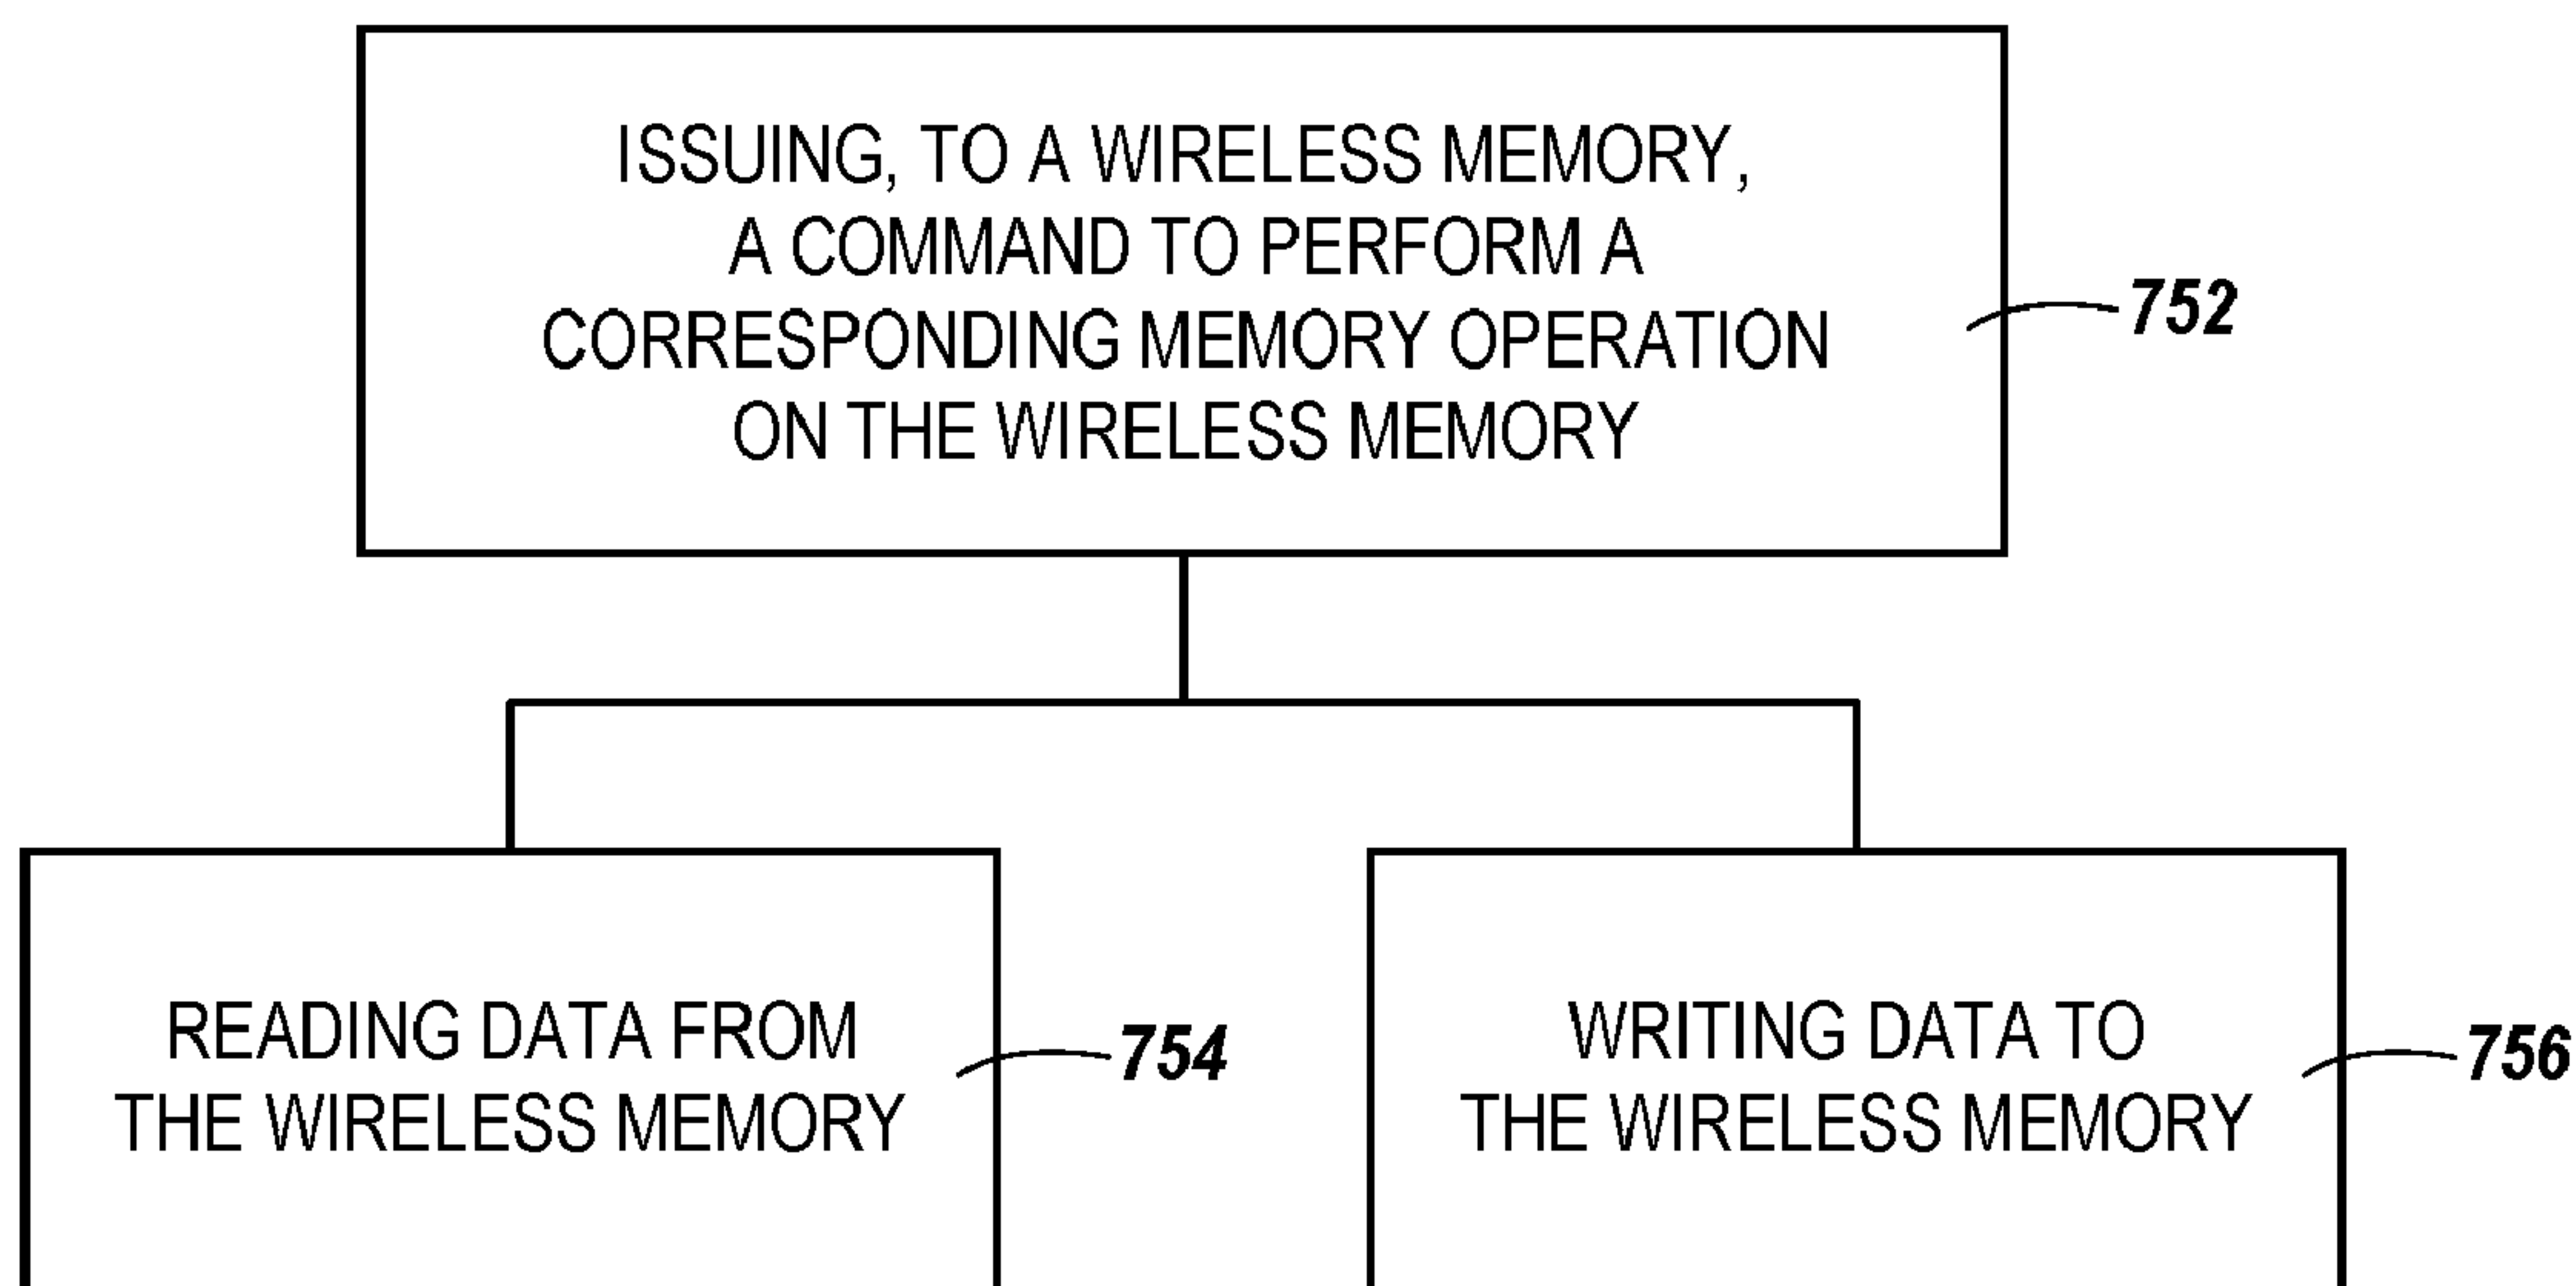 ISSUING, TO A WIRELESS MEMORY,
A COMMAND TO PERFORM A
CORRESPONDING MEMORY OPERATION
ON THE WIRELESS MEMORY
752
READING DATA FROM
THE WIRELESS MEMORY
754
WRITING DATA TO
THE WIRELESS MEMORY
756